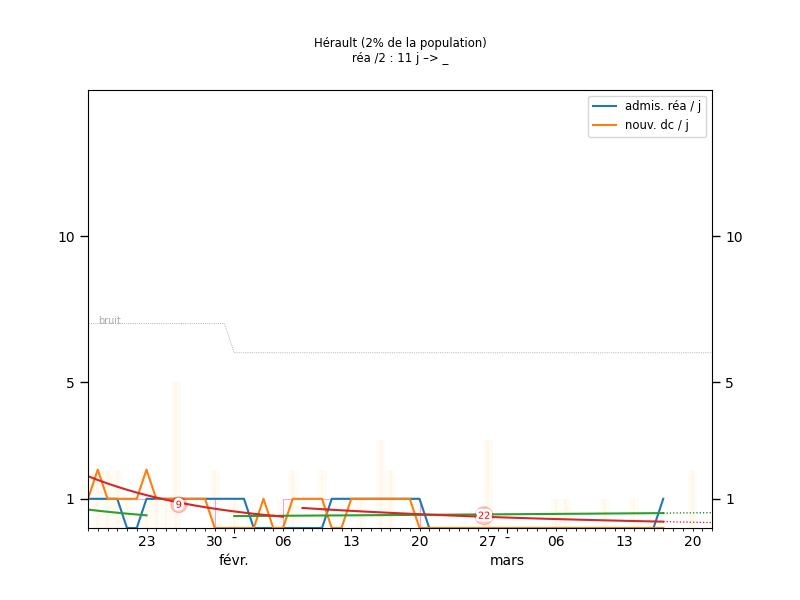 Hérault (2% de la population)
réa /2 : 11 j –> _
admis. réa / j
nouv. dc / j
10 10
bruit
5 5
1 1
9 22
23 30 - 06 13 20 27 - 06 13 20
févr. mars